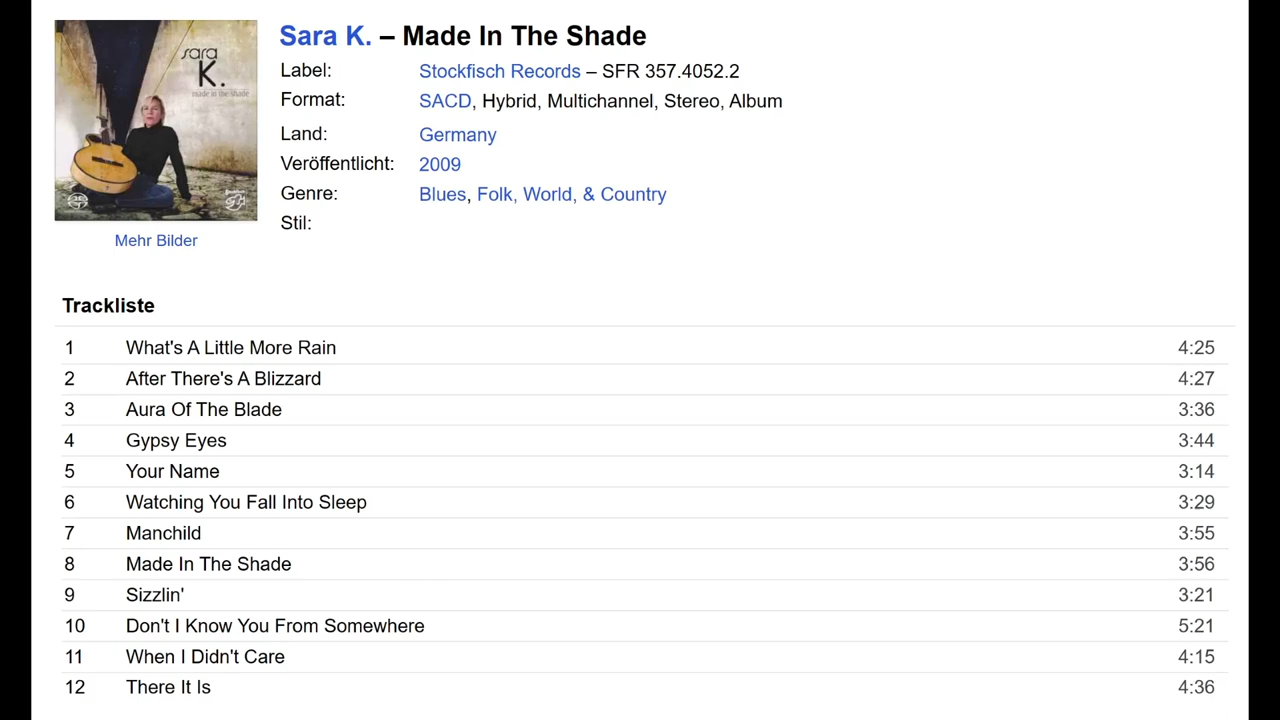 sara
K.
made in the shade
Mehr Bilder
Sara K. – Made In The Shade
Label: Stockfisch Records – SFR 357.4052.2
Format: SACD, Hybrid, Multichannel, Stereo, Album
Land: Germany
Veröffentlicht: 2009
Genre: Blues, Folk, World, & Country
Stil:
Trackliste
1 What's A Little More Rain 4:25
2 After There's A Blizzard 4:27
3 Aura Of The Blade 3:36
4 Gypsy Eyes 3:44
5 Your Name 3:14
6 Watching You Fall Into Sleep 3:29
7 Manchild 3:55
8 Made In The Shade 3:56
9 Sizzlin' 3:21
10 Don't I Know You From Somewhere 5:21
11 When I Didn't Care 4:15
12 There It Is 4:36